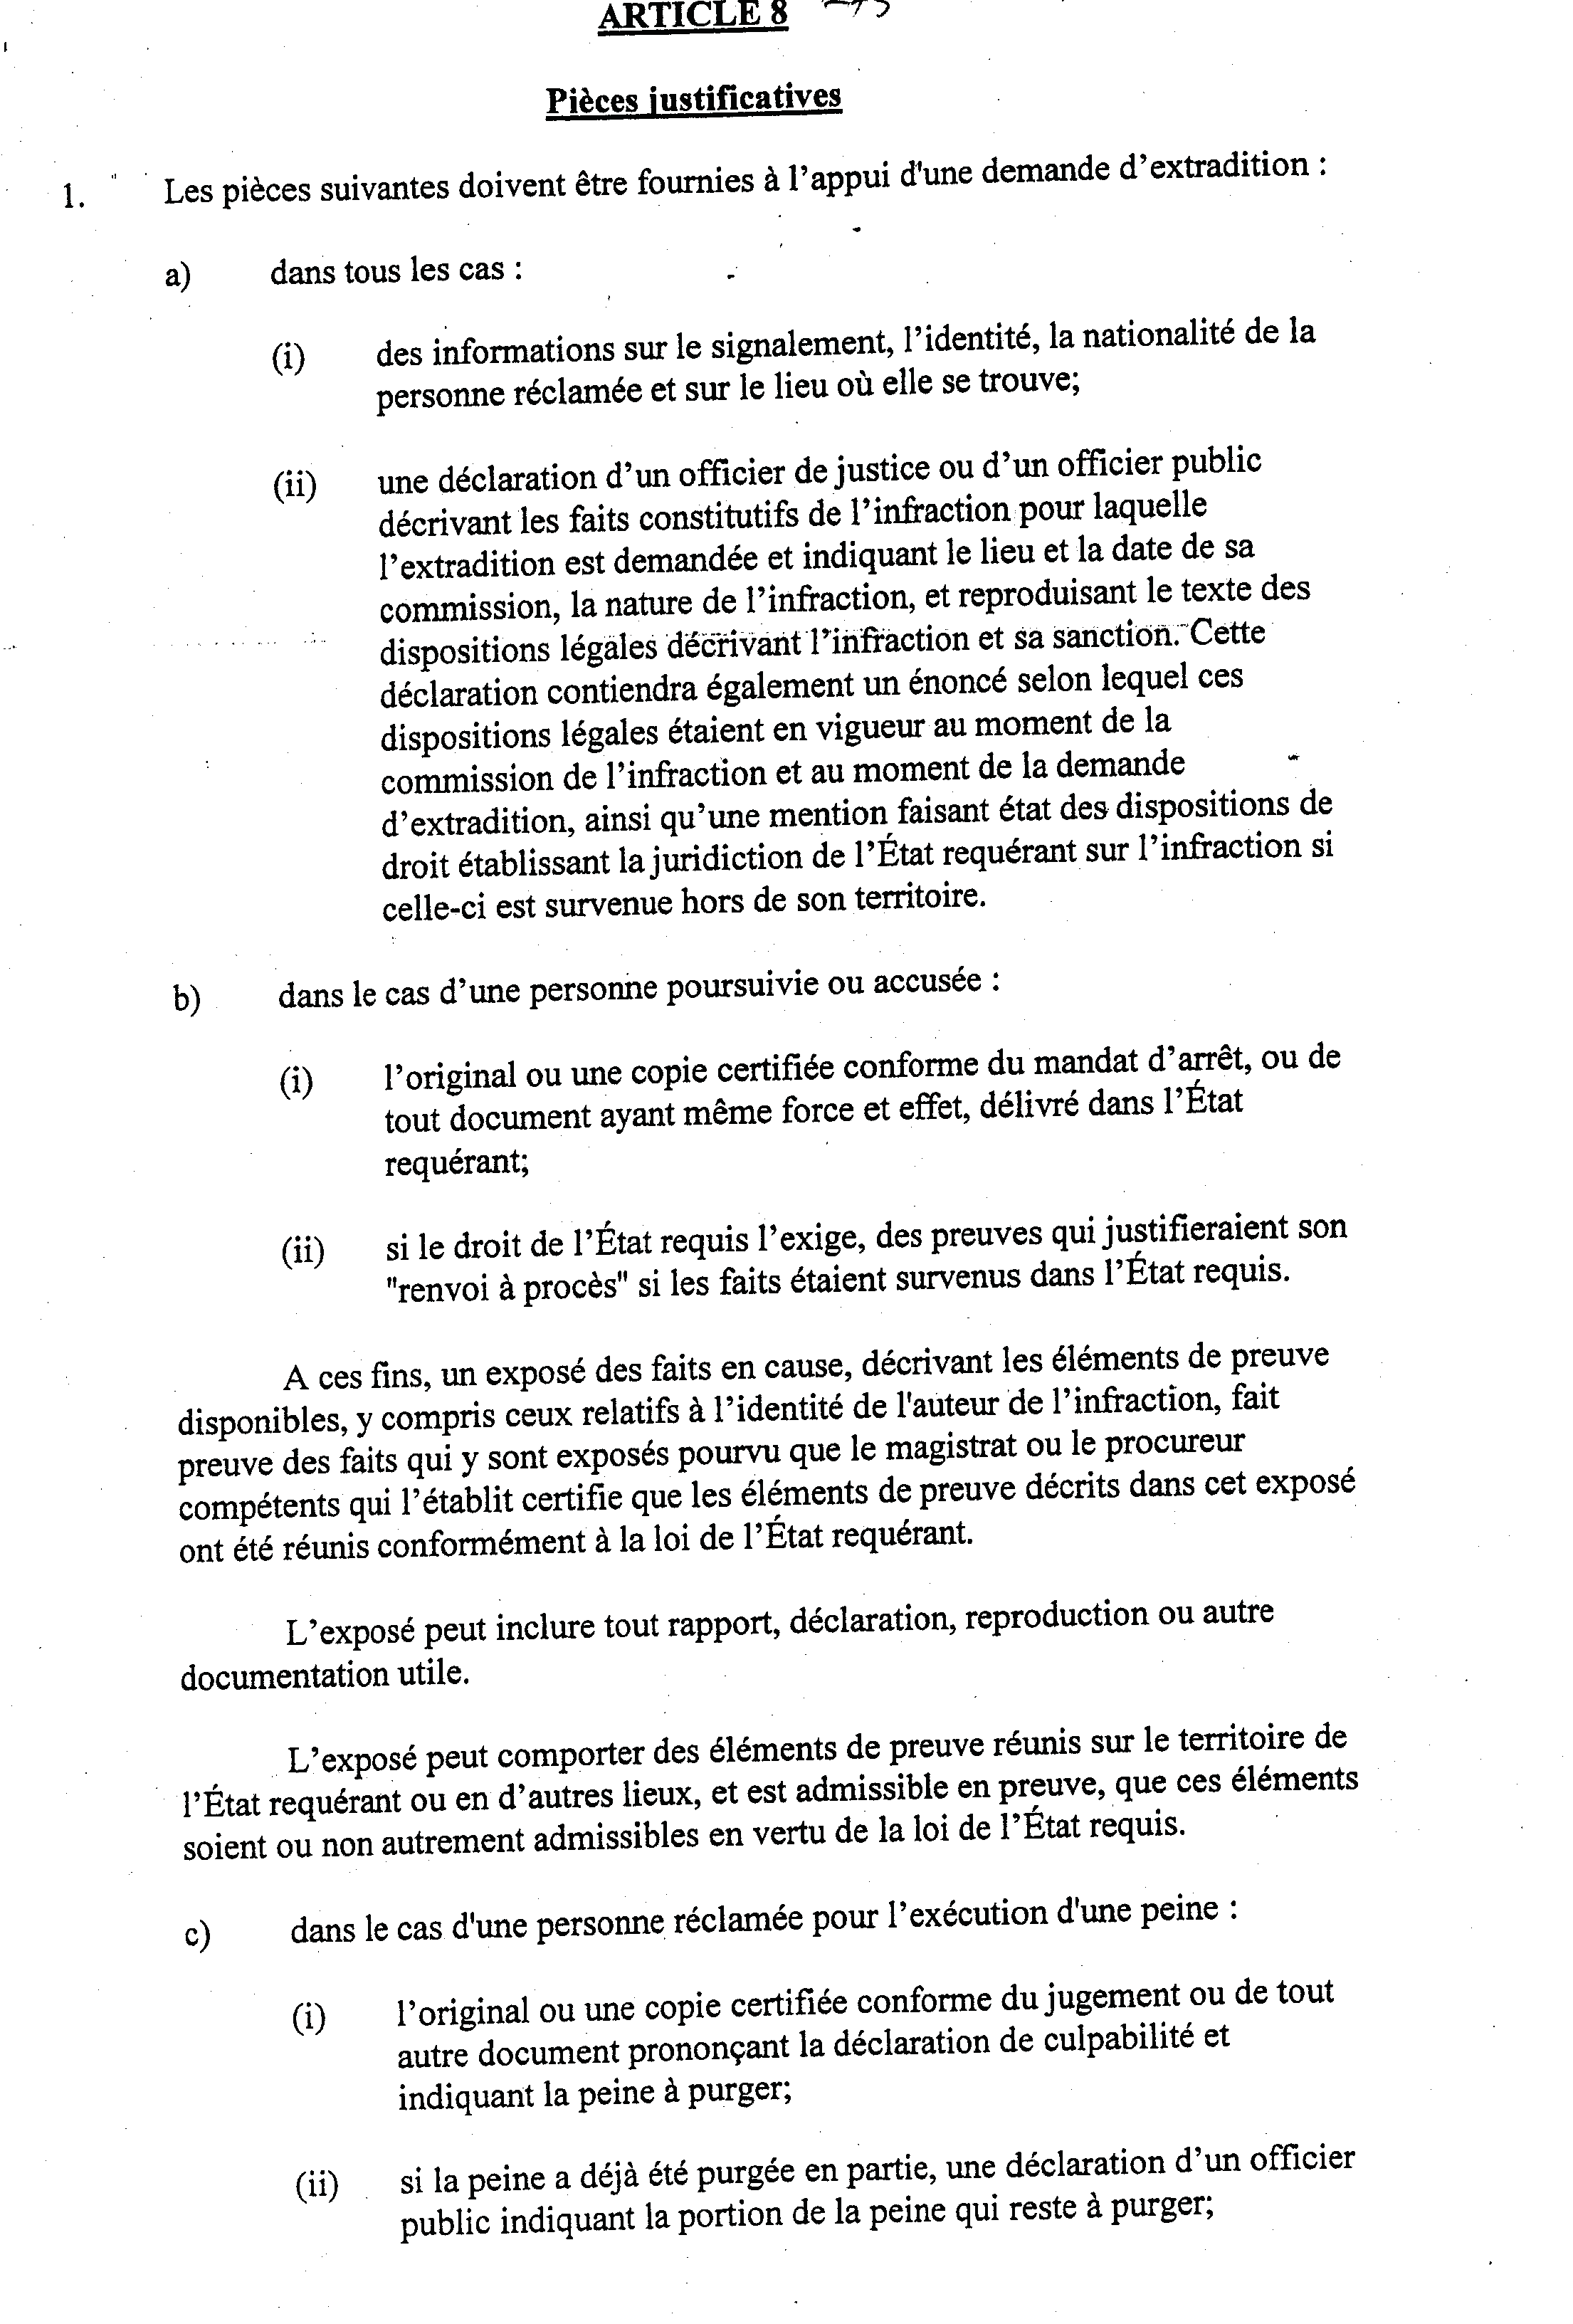 ARTICLE 8
Pièces justificatives
1. Les pièces suivantes doivent être fournies à l’appui d'une demande d’extradition :
a) dans tous les cas :
(i) des informations sur le signalement, l’identité, la nationalité de la
personne réclamée et sur le lieu où elle se trouve;
(ii) une déclaration d’un officier de justice ou d’un officier public
décrivant les faits constitutifs de l’infraction pour laquelle
l’extradition est demandée et indiquant le lieu et la date de sa
commission, la nature de l’infraction, et reproduisant le texte des
dispositions légales décrivant l’infraction et sa sanction. Cette
déclaration contiendra également un énoncé selon lequel ces
dispositions légales étaient en vigueur au moment de la
commission de l’infraction et au moment de la demande
d’extradition, ainsi qu’une mention faisant état des dispositions de
droit établissant la juridiction de l’État requérant sur l’infraction si
celle-ci est survenue hors de son territoire.
b) dans le cas d’une personne poursuivie ou accusée :
(i) l’original ou une copie certifiée conforme du mandat d’arrêt, ou de
tout document ayant même force et effet, délivré dans l’État
requérant;
(ii) si le droit de l’État requis l’exige, des preuves qui justifieraient son
"renvoi à procès" si les faits étaient survenus dans l’État requis.
A ces fins, un exposé des faits en cause, décrivant les éléments de preuve
disponibles, y compris ceux relatifs à l’identité de l'auteur de l’infraction, fait
preuve des faits qui y sont exposés pourvu que le magistrat ou le procureur
compétents qui l’établit certifie que les éléments de preuve décrits dans cet exposé
ont été réunis conformément à la loi de l’État requérant.
L’exposé peut inclure tout rapport, déclaration, reproduction ou autre
documentation utile.
L’exposé peut comporter des éléments de preuve réunis sur le territoire de
l’État requérant ou en d’autres lieux, et est admissible en preuve, que ces éléments
soient ou non autrement admissibles en vertu de la loi de l’État requis.
c) dans le cas d'une personne réclamée pour l’exécution d'une peine :
(i) l’original ou une copie certifiée conforme du jugement ou de tout
autre document prononçant la déclaration de culpabilité et
indiquant la peine à purger;
(ii) si la peine a déjà été purgée en partie, une déclaration d’un officier
public indiquant la portion de la peine qui reste à purger;